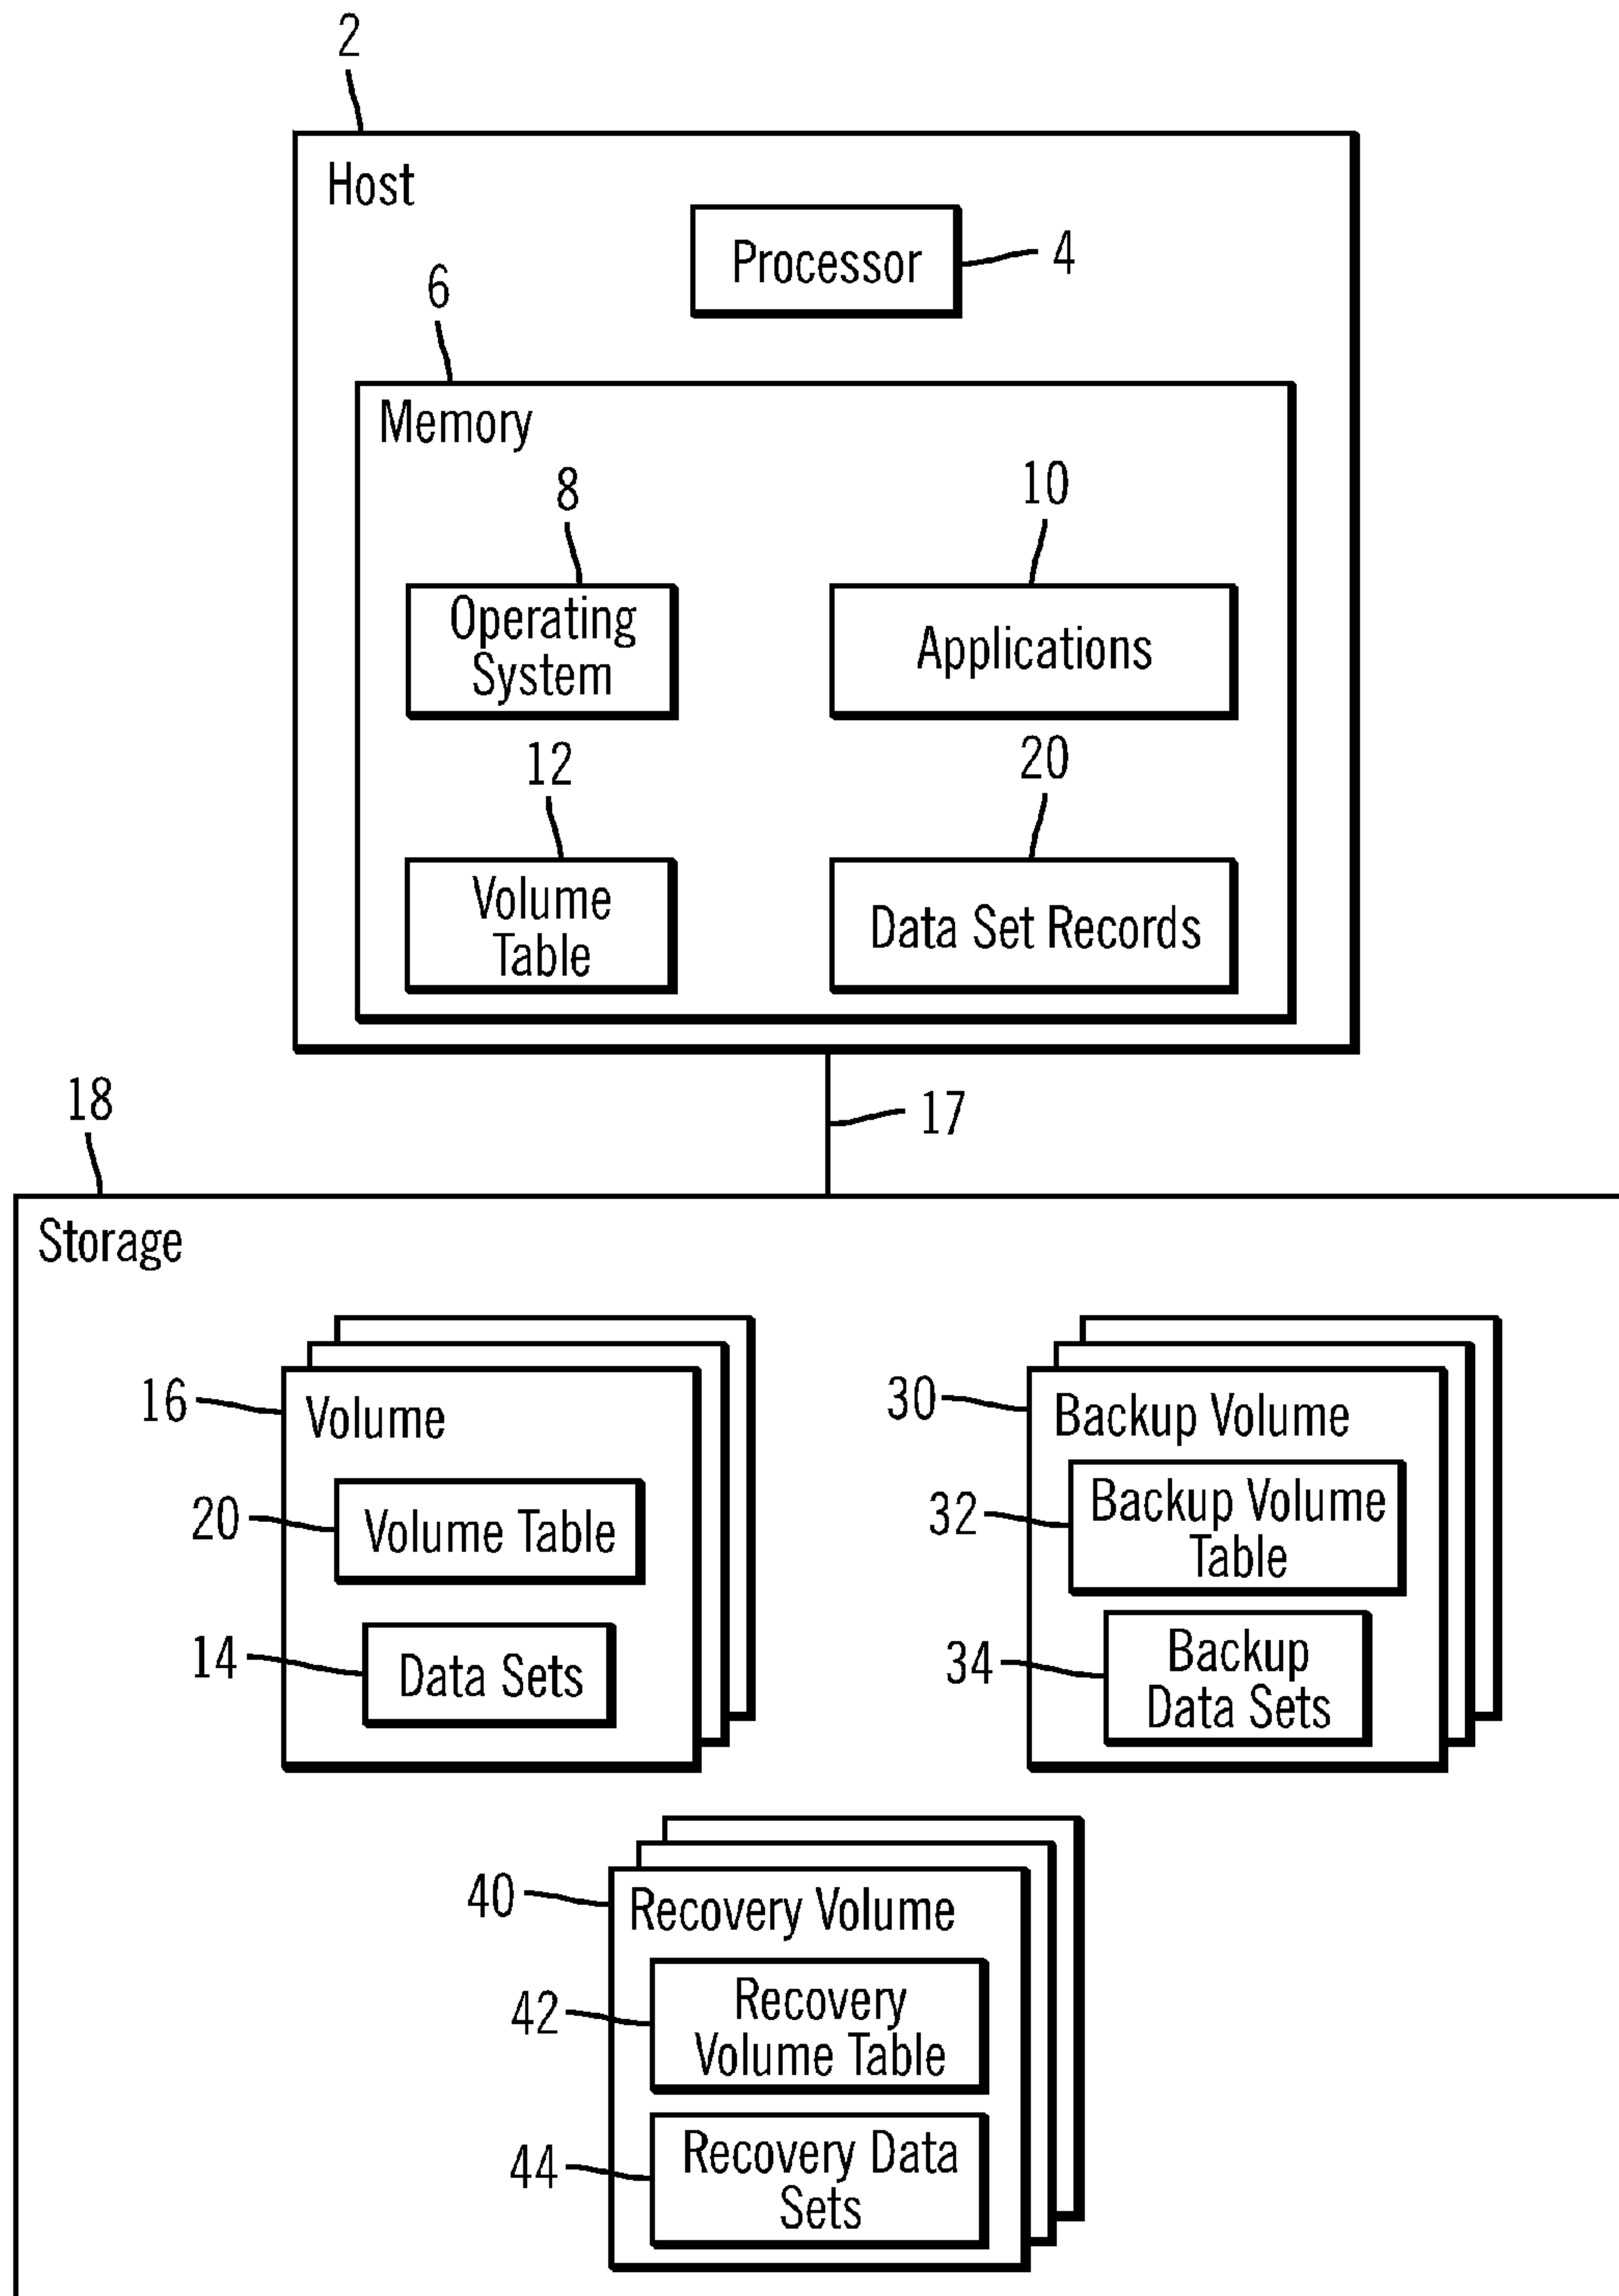 2
Host
Processor
4
6
Memory
8
10
Operating
System
Applications
12
20
Volume
Table
Data Set Records
18
17
Storage
16
Volume
20
Volume Table
14
Data Sets
30
Backup Volume
32
Backup Volume
Table
34
Backup
Data Sets
40
Recovery Volume
42
Recovery
Volume Table
44
Recovery Data
Sets